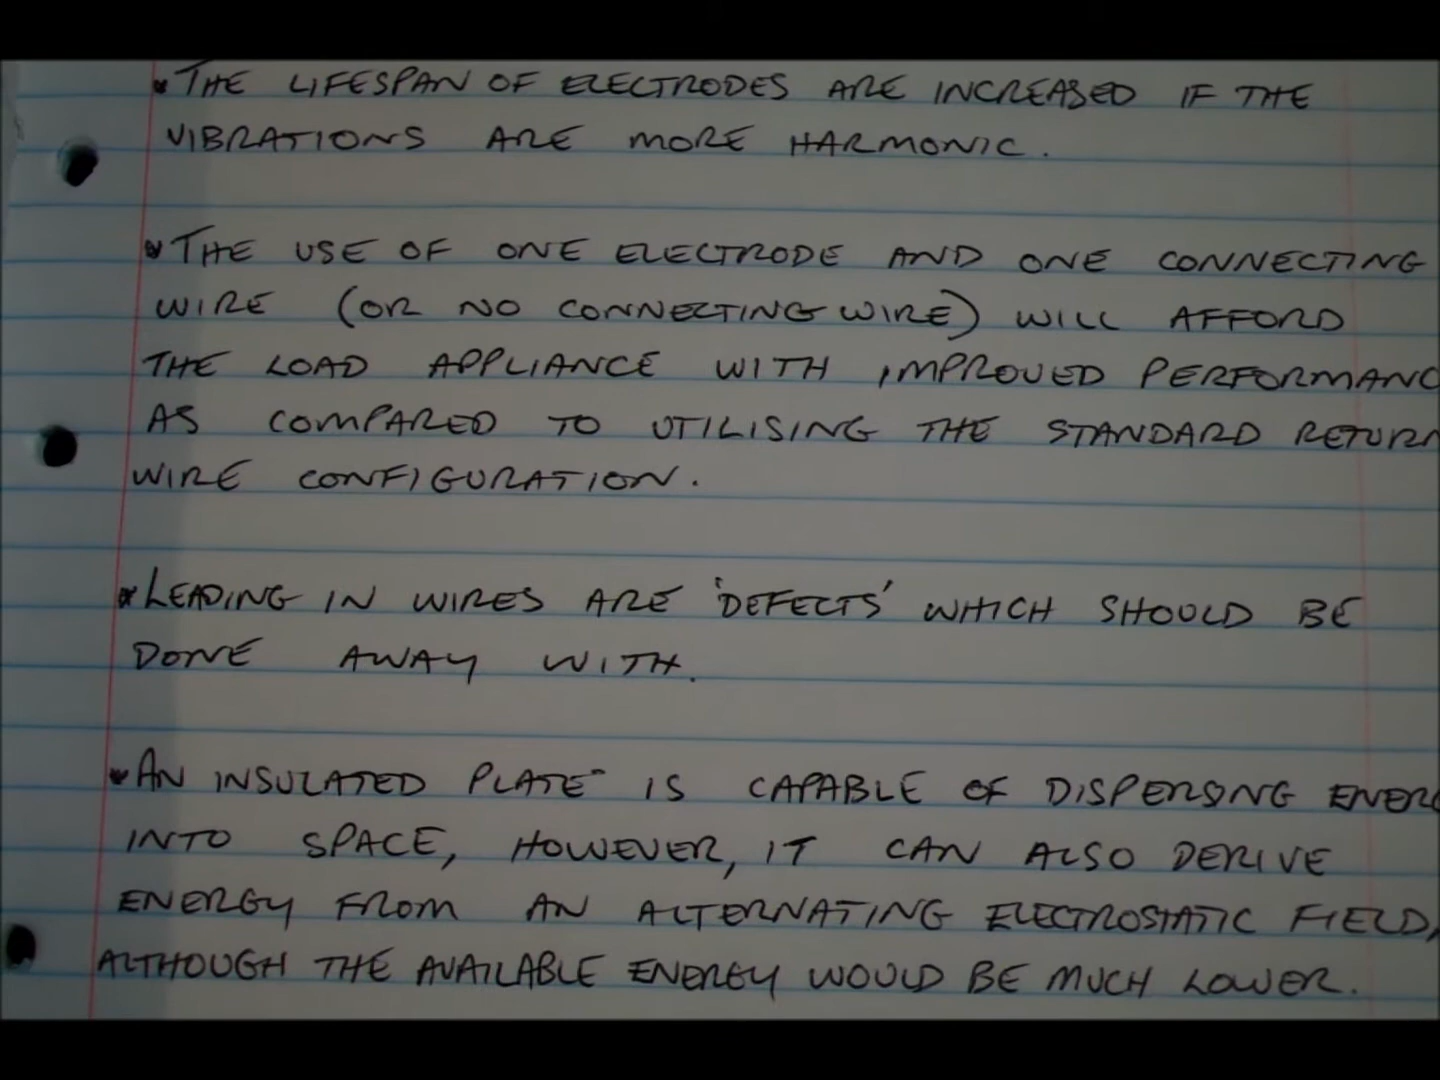 • THE LIFESPAN OF ELECTRODES ARE INCREASED IF THE
VIBRATIONS ARE MORE HARMONIC.
• THE USE OF ONE ELECTRODE AND ONE CONNECTING
WIRE (OR NO CONNECTING WIRE) WILL AFFORD
THE LOAD APPLIANCE WITH IMPROVED PERFORMANC
AS COMPARED TO UTILISING THE STANDARD RETURN
WIRE CONFIGURATION.
• LEADING IN WIRES ARE 'DEFECTS' WHICH SHOULD BE
DONE AWAY WITH.
• AN INSULATED PLATE IS CAPABLE OF DISPERSING ENERG
INTO SPACE, HOWEVER, IT CAN ALSO DERIVE
ENERGY FROM AN ALTERNATING ELECTROSTATIC FIELD,
ALTHOUGH THE AVAILABLE ENERGY WOULD BE MUCH LOWER.